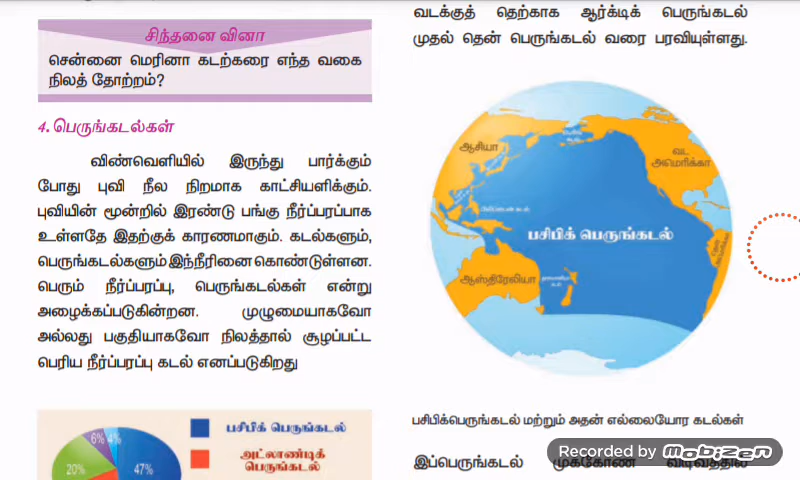 சிந்தனை வினா
சென்னை மெரினா கடற்கரை எந்த வகை
நிலத் தோற்றம்?
4. பெருங்கடல்கள்
விண்வெளியில் இருந்து பார்க்கும்
போது புவி நீல நிறமாக காட்சியளிக்கும்.
புவியின் மூன்றில் இரண்டு பங்கு நீர்ப்பரப்பாக
உள்ளதே இதற்குக் காரணமாகும். கடல்களும்,
பெருங்கடல்களும் இந்நீரினை கொண்டுள்ளன.
பெரும் நீர்ப்பரப்பு, பெருங்கடல்கள் என்று
அழைக்கப்படுகின்றன. முழுமையாகவோ
அல்லது பகுதியாகவோ நிலத்தால் சூழப்பட்ட
பெரிய நீர்ப்பரப்பு கடல் எனப்படுகிறது
6% 4%
20% 47%
பசிபிக் பெருங்கடல்
அட்லாண்டிக்
பெருங்கடல்
வடக்குத் தெற்காக ஆர்க்டிக் பெருங்கடல்
முதல் தென் பெருங்கடல் வரை பரவியுள்ளது.
ஆசியா
வட
அமெரிக்கா
பசிபிக் பெருங்கடல்
ஆஸ்திரேலியா
பசிபிக்பெருங்கடல் மற்றும் அதன் எல்லையோர கடல்கள்
இப்பெருங்கடல் முக்கோண வடிவத்தில்
Recorded by Mobizen